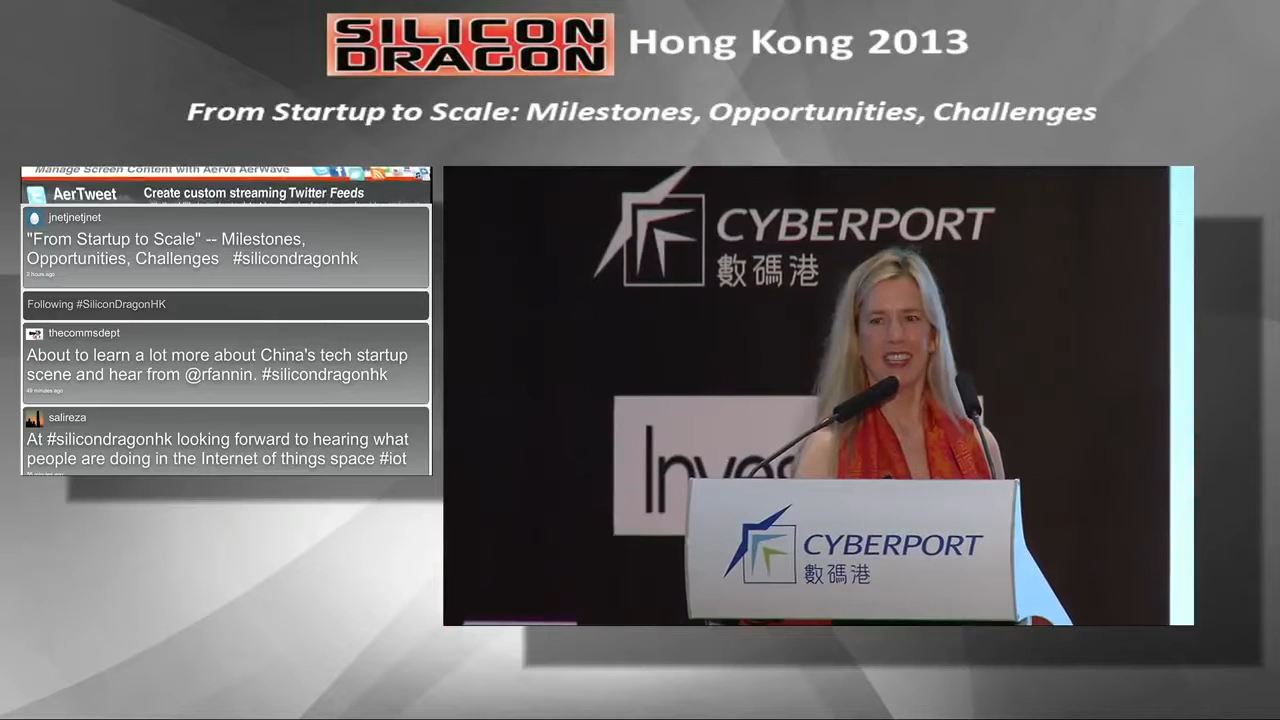 SILICON
DRAGON
Hong Kong 2013
From Startup to Scale: Milestones, Opportunities, Challenges
Manage Screen Content with Aerva AerWave
AerTweet
Create custom streaming Twitter Feeds
jnetjnetjnet
"From Startup to Scale" -- Milestones,
Opportunities, Challenges #silicondragonhk
2 hours ago
Following #SiliconDragonHK
thecommsdept
About to learn a lot more about China's tech startup
scene and hear from @rfannin. #silicondragonhk
49 minutes ago
salireza
At #silicondragonhk looking forward to hearing what
people are doing in the Internet of things space #iot
CYBERPORT
數碼港
Inves
CYBERPORT
數碼港